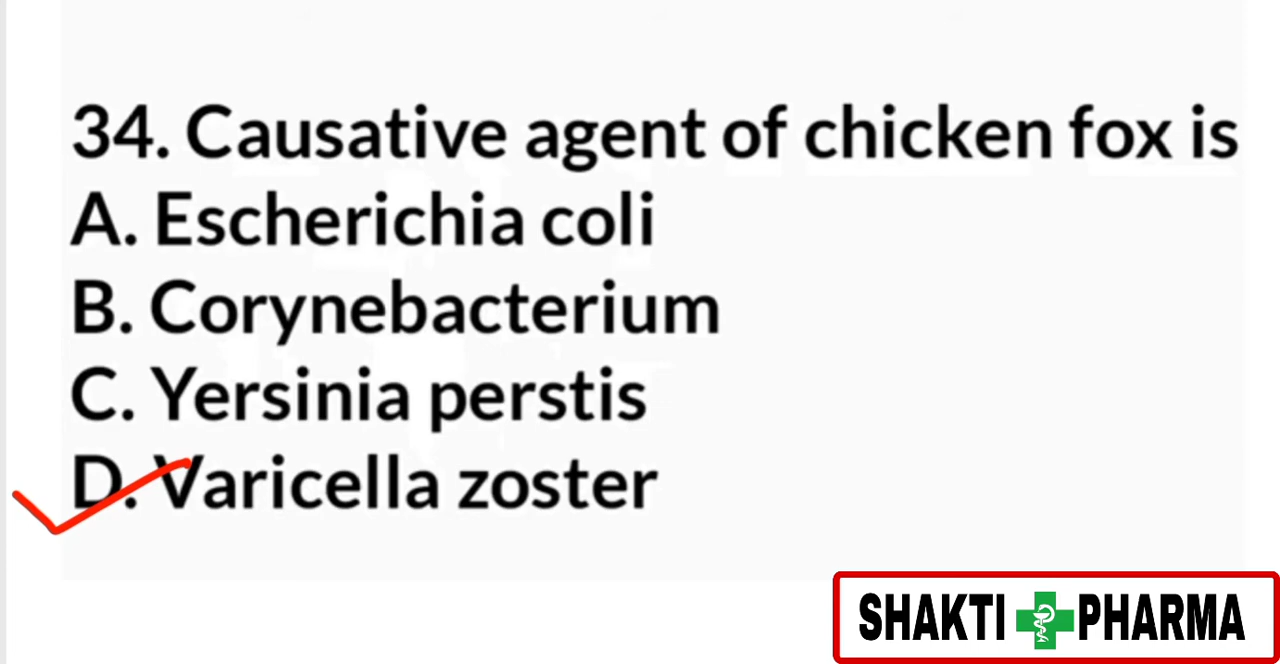 34. Causative agent of chicken fox is
A. Escherichia coli
B. Corynebacterium
C. Yersinia perstis
D. Varicella zoster
SHAKTI PHARMA